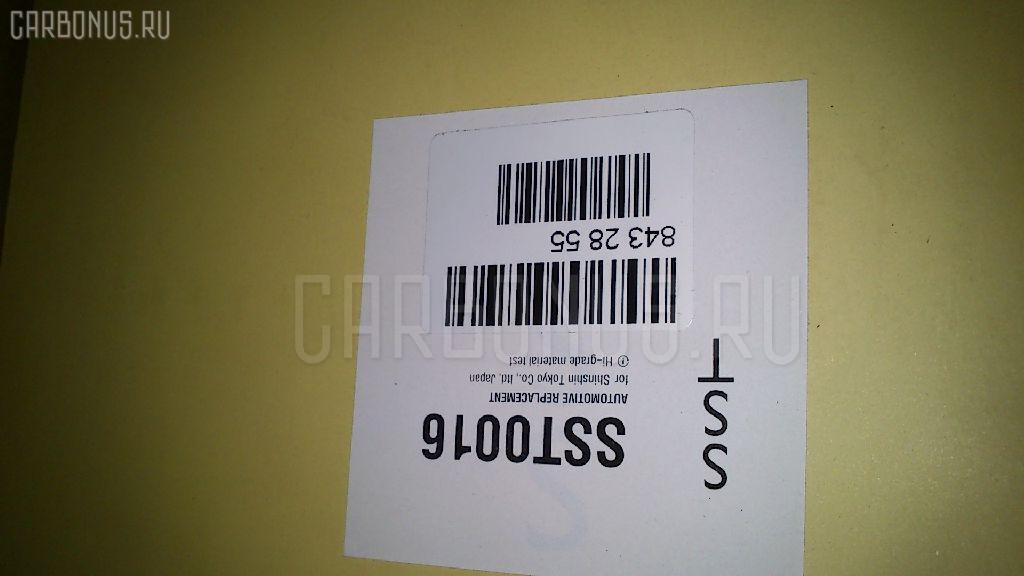 CARBONUS.RU
S
S
T
SST0016
AUTOMOTIVE REPLACEMENT
for Shinshin Tokyo Co., ltd, Japan
Hi-grade material test
843 28 55
CARBONUS.RU